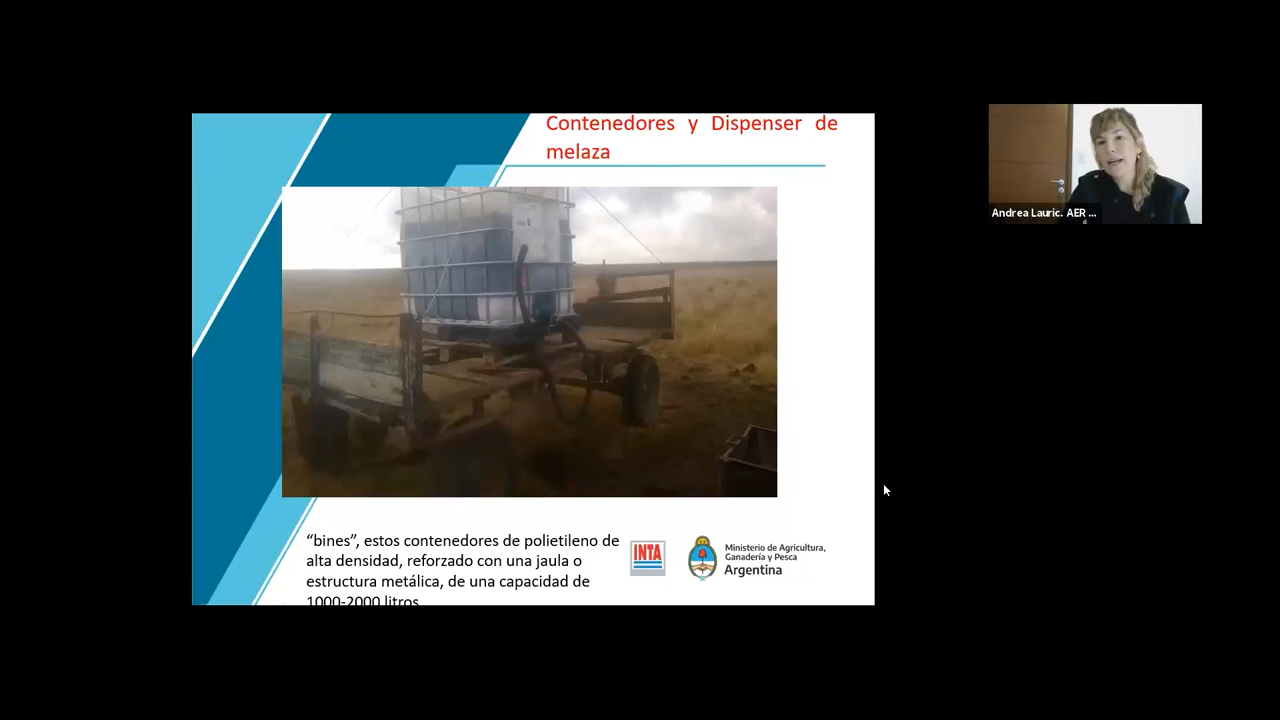 Contenedores y Dispenser de
melaza
Andrea Lauric. AER ...
“bines”, estos contenedores de polietileno de
alta densidad, reforzado con una jaula o
estructura metálica, de una capacidad de
1000-2000 litros
INTA
Ministerio de Agricultura,
Ganadería y Pesca
Argentina